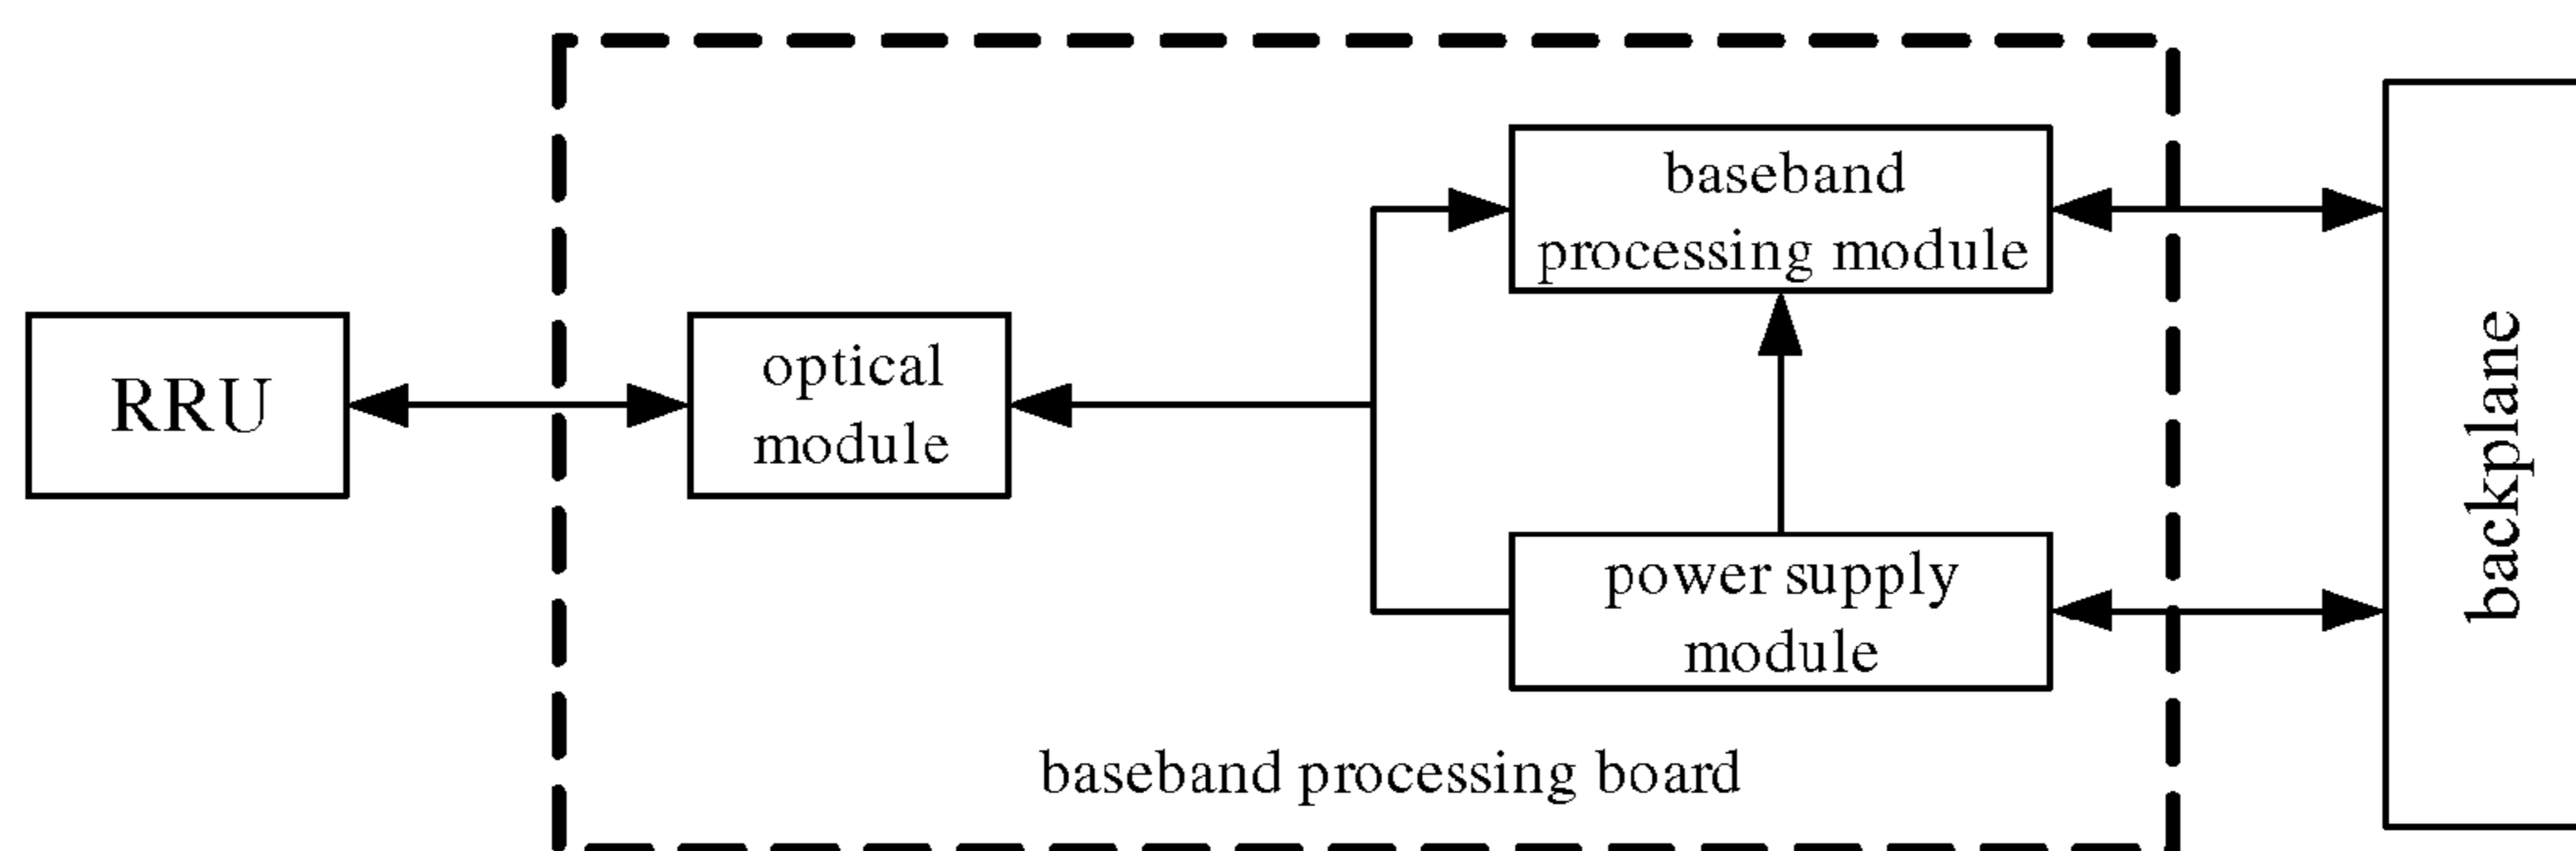 RRU
optical
module
baseband
processing module
power supply
module
baseband processing board
backplane